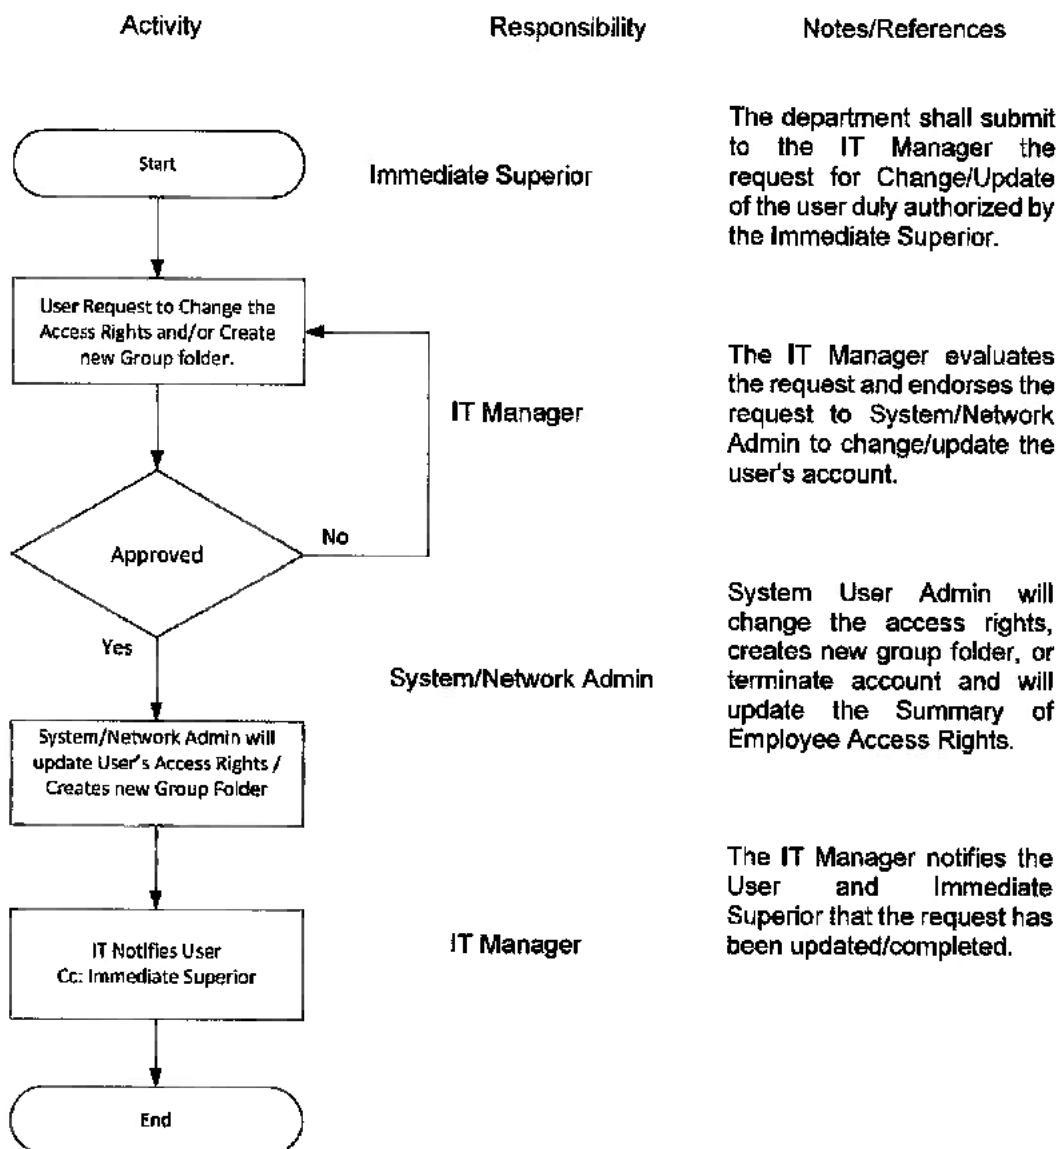 Activity
Responsibility
Notes/References
Start
Immediate Superior
The department shall submit
to the IT Manager the
request for Change/Update
of the user duly authorized by
the Immediate Superior.
User Request to Change the
Access Rights and/or Create
new Group folder.
IT Manager
The IT Manager evaluates
the request and endorses the
request to System/Network
Admin to change/update the
user's account.
Approved
No
Yes
System/Network Admin
System User Admin will
change the access rights,
creates new group folder, or
terminate account and will
update the Summary of
Employee Access Rights.
System/Network Admin will
update User's Access Rights /
Creates new Group Folder
IT Notifies User
Cc: Immediate Superior
IT Manager
The IT Manager notifies the
User and Immediate
Superior that the request has
been updated/completed.
End